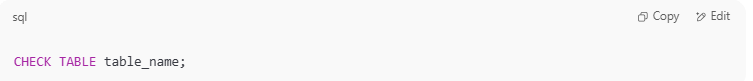 sql Copy Edit
CHECK TABLE table_name;